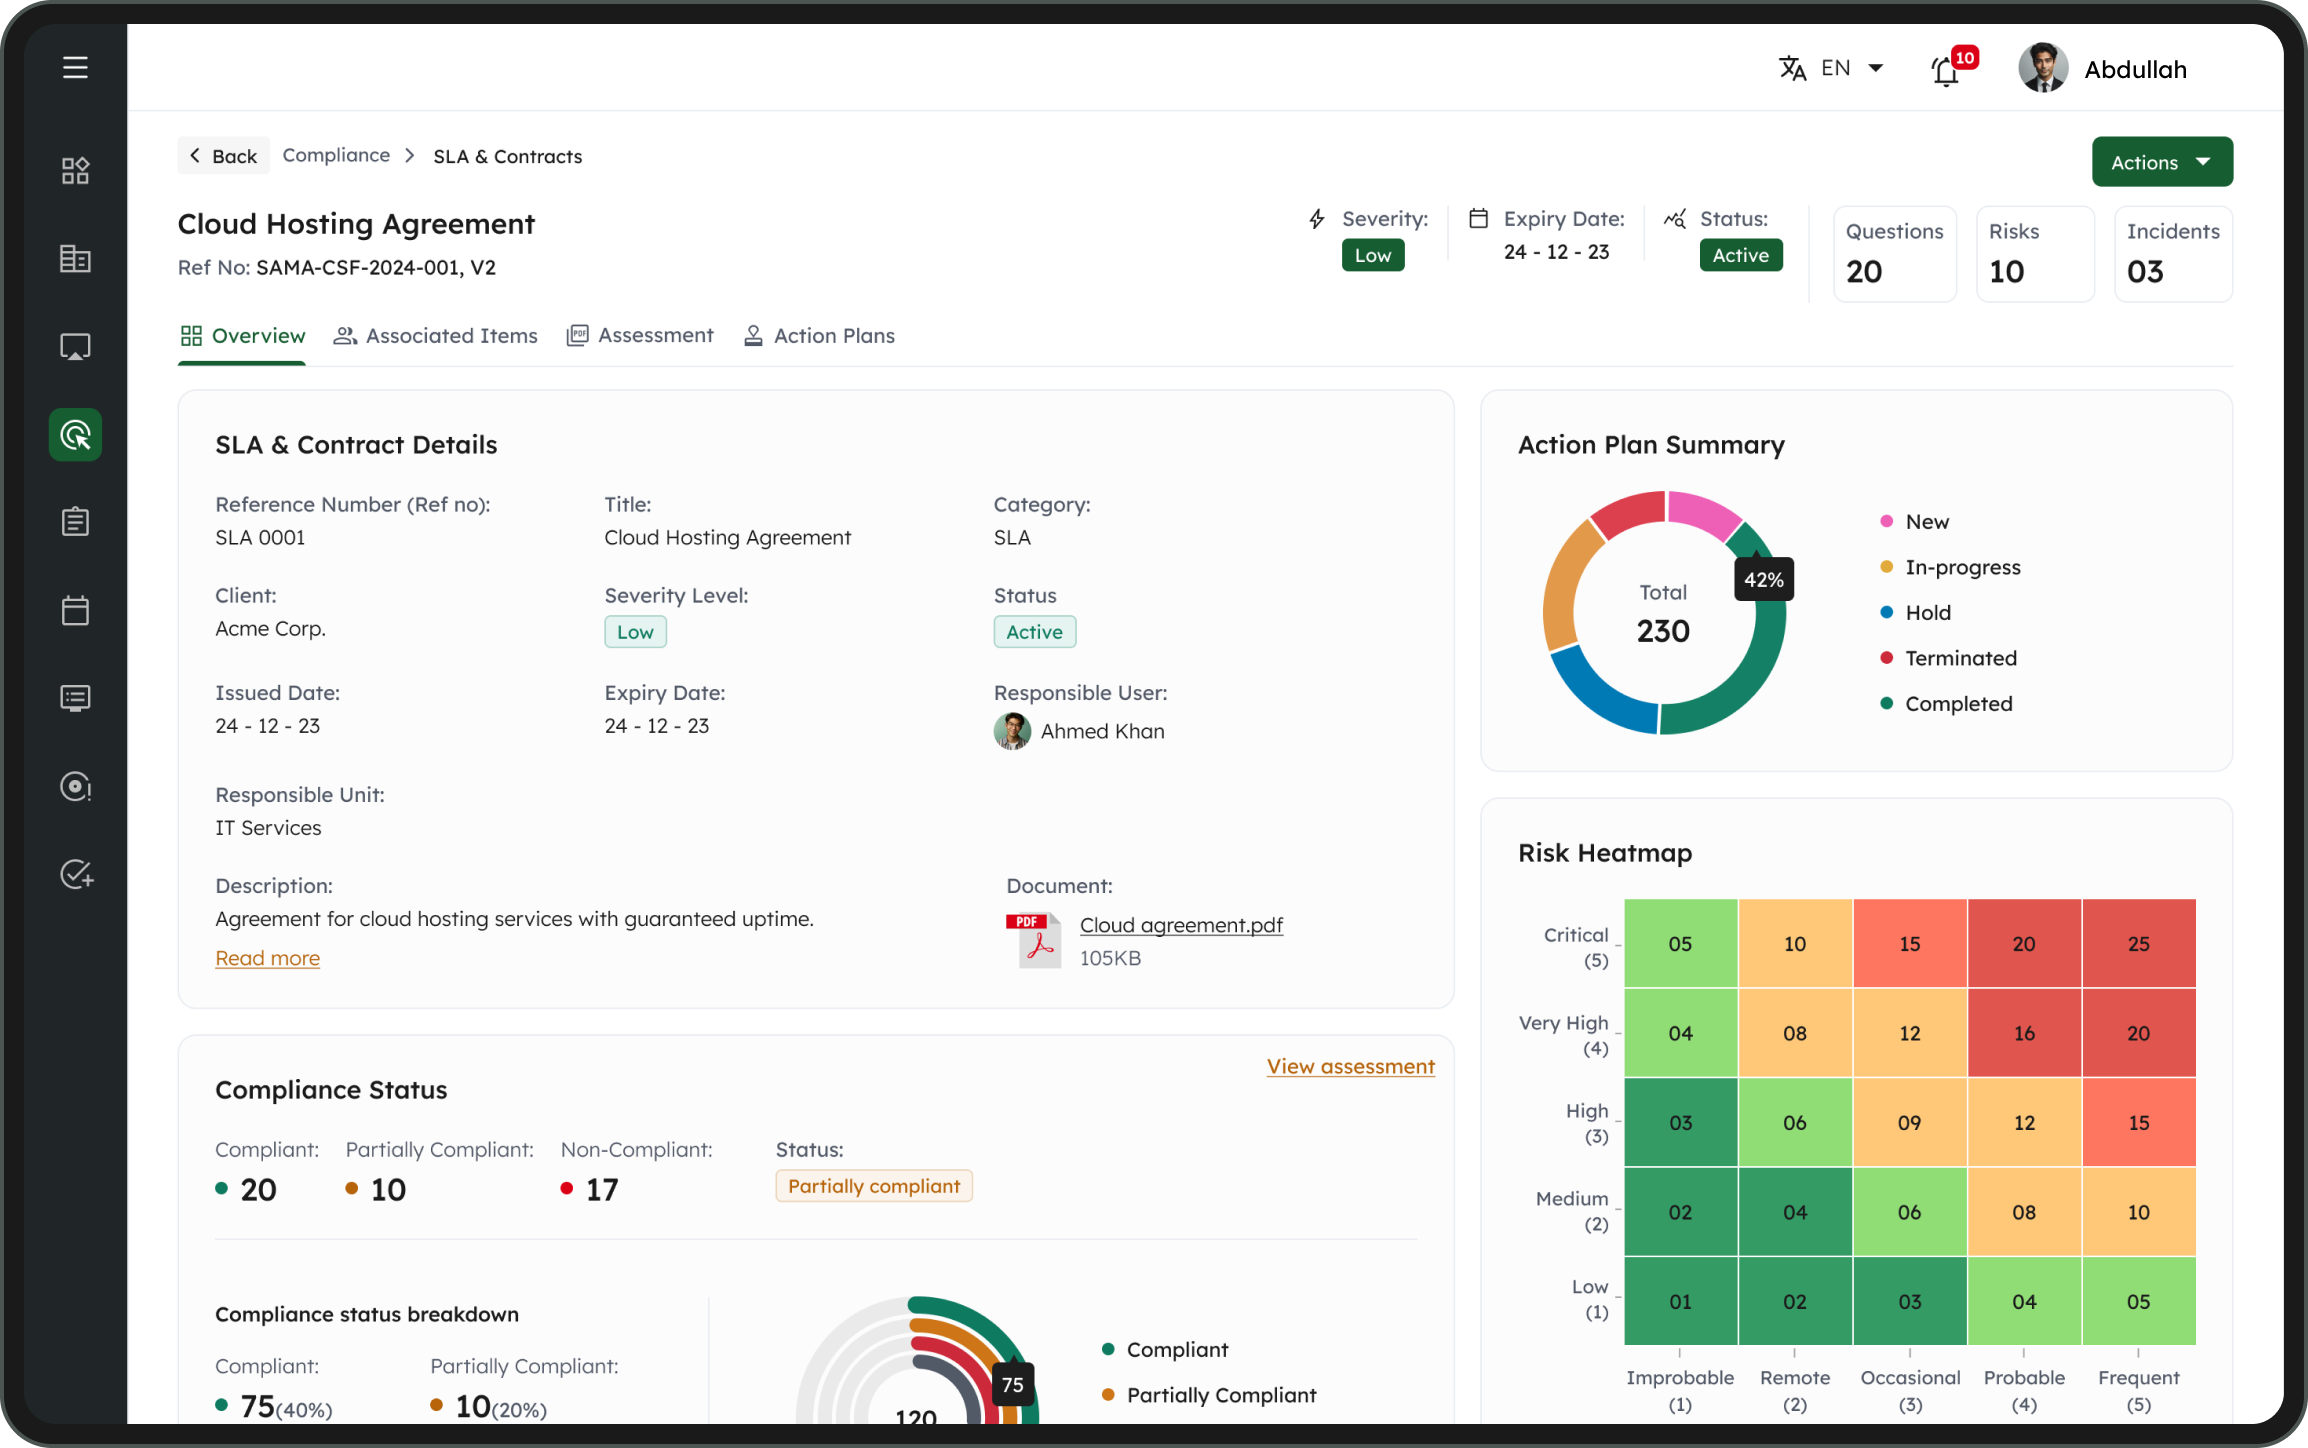 EN
10
Abdullah
Back
Compliance
SLA & Contracts
Actions
Cloud Hosting Agreement
Ref No: SAMA-CSF-2024-001, V2
Severity:
Low
Expiry Date:
24 - 12 - 23
Status:
Active
Questions
20
Risks
10
Incidents
03
Overview
Associated Items
PDF
Assessment
Action Plans
SLA & Contract Details
Reference Number (Ref no):
SLA 0001
Title:
Cloud Hosting Agreement
Category:
SLA
Client:
Acme Corp.
Severity Level:
Low
Status
Active
Issued Date:
24 - 12 - 23
Expiry Date:
24 - 12 - 23
Responsible User:
Ahmed Khan
Responsible Unit:
IT Services
Description:
Agreement for cloud hosting services with guaranteed uptime.
Read more
Document:
PDF
Cloud agreement.pdf
105KB
Compliance Status
View assessment
Compliant:
20
Partially Compliant:
10
Non-Compliant:
17
Status:
Partially compliant
Compliance status breakdown
Compliant:
75(40%)
Partially Compliant:
10(20%)
75
120
Compliant
Partially Compliant
Action Plan Summary
42%
Total
230
New
In-progress
Hold
Terminated
Completed
Risk Heatmap
Critical
(5)
05 10 15 20 25
Very High
(4)
04 08 12 16 20
High
(3)
03 06 09 12 15
Medium
(2)
02 04 06 08 10
Low
(1)
01 02 03 04 05
Improbable Remote Occasional Probable Frequent
(1) (2) (3) (4) (5)